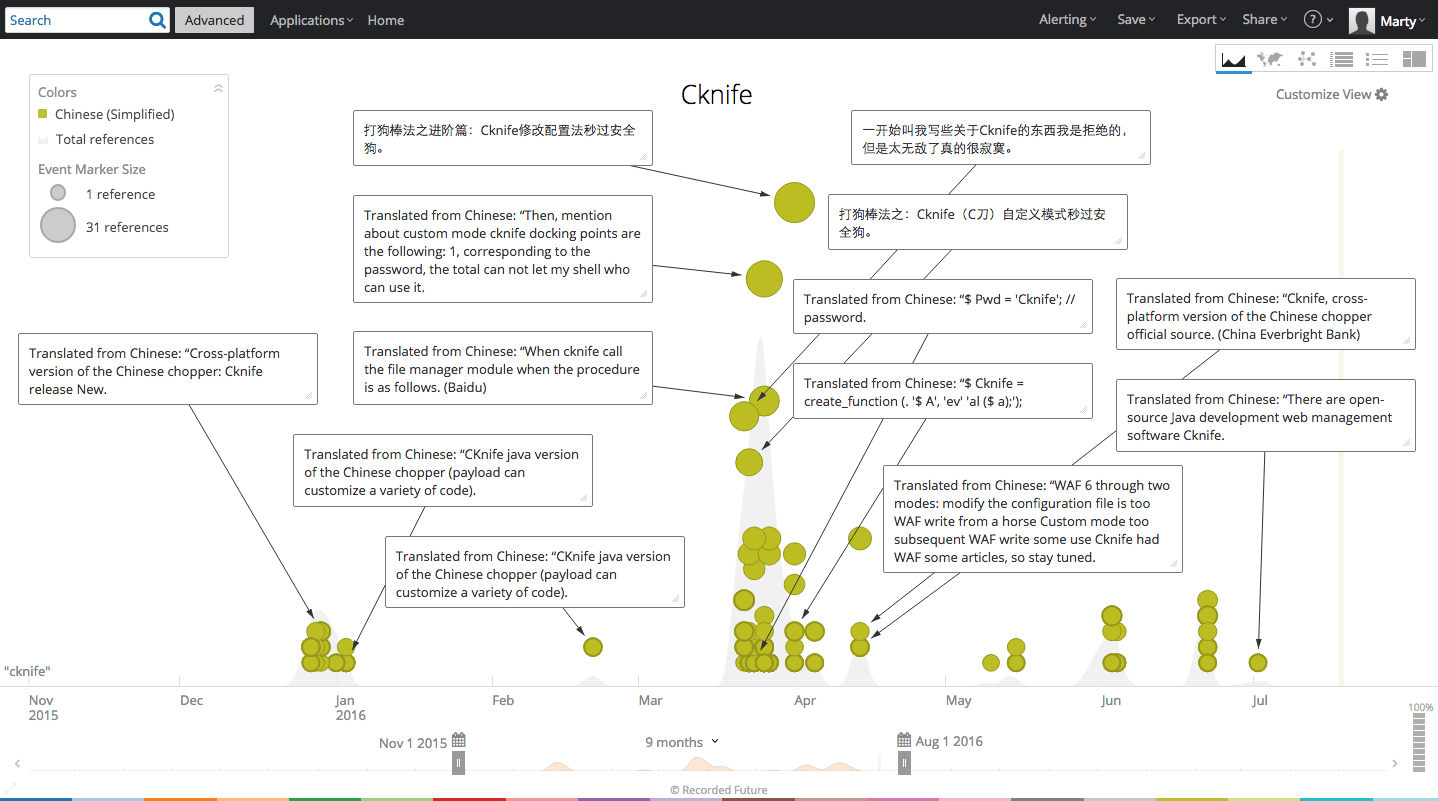 Search
Advanced
Applications
Home
Alerting
Save
Export
Share
?
Marty
Customize View
Colors
Chinese (Simplified)
Total references
Event Marker Size
1 reference
31 references
Cknife
打狗棒法之进阶篇：Cknife修改配置法秒过安全
狗。
一开始叫我写些关于Cknife的东西我是拒绝的，
但是太无敌了真的很寂寞。
Translated from Chinese: “Then, mention
about custom mode cknife docking points are
the following: 1, corresponding to the
password, the total can not let my shell who
can use it.
打狗棒法之：Cknife（C刀）自定义模式秒过安
全狗。
Translated from Chinese: “$ Pwd = 'Cknife'; //
password.
Translated from Chinese: “Cknife, cross-
platform version of the Chinese chopper
official source. (China Everbright Bank)
Translated from Chinese: “Cross-platform
version of the Chinese chopper: Cknife
release New.
Translated from Chinese: “When cknife call
the file manager module when the procedure
is as follows. (Baidu)
Translated from Chinese: “$ Cknife =
create_function (. '$ A', 'ev' 'al ($ a);');
Translated from Chinese: “There are open-
source Java development web management
software Cknife.
Translated from Chinese: “CKnife java version
of the Chinese chopper (payload can
customize a variety of code).
Translated from Chinese: “WAF 6 through two
modes: modify the configuration file is too
WAF write from a horse Custom mode too
subsequent WAF write some use Cknife had
WAF some articles, so stay tuned.
Translated from Chinese: “CKnife java version
of the Chinese chopper (payload can
customize a variety of code).
"cknife"
Nov
2015
Dec
Jan
2016
Feb
Mar
Apr
May
Jun
Jul
100%
Nov 1 2015
9 months
Aug 1 2016
© Recorded Future